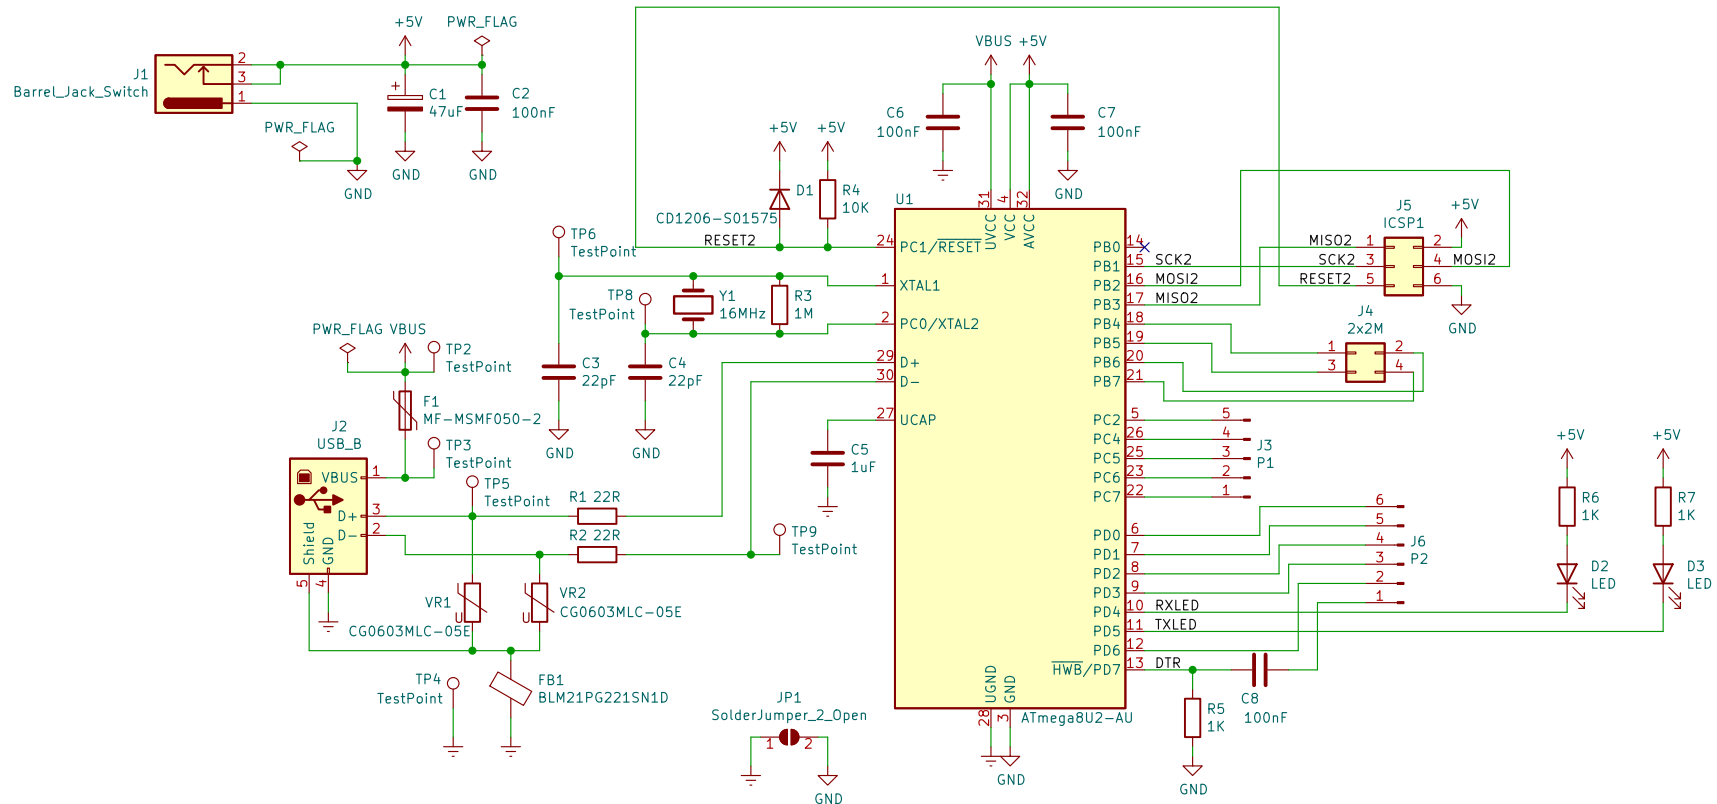 +5V
PWR_FLAG
J1
Barrel_Jack_Switch
2
3
1
+
C1
47uF
C2
100nF
PWR_FLAG
GND
GND
GND
VBUS
+5V
C6
100nF
C7
100nF
GND
+5V
+5V
D1
CD1206-S01575
R4
10K
RESET2
TP6
TestPoint
TP8
TestPoint
Y1
16MHz
R3
1M
C3
22pF
C4
22pF
GND
GND
PWR_FLAG
VBUS
TP2
TestPoint
F1
MF-MSMF050-2
J2
USB_B
TP3
TestPoint
VBUS
1
D+
3
D-
2
Shield
GND
5
4
TP5
TestPoint
R1 22R
R2 22R
TP9
TestPoint
VR1
CG0603MLC-05E
U
VR2
CG0603MLC-05E
U
TP4
TestPoint
FB1
BLM21PG221SN1D
C5
1uF
JP1
SolderJumper_2_Open
1
2
GND
U1
31
4
32
UVCC
VCC
AVCC
24
PC1/RESET
1
XTAL1
2
PC0/XTAL2
29
D+
30
D-
27
UCAP
PB0
14
PB1
15
SCK2
PB2
16
MOSI2
PB3
17
MISO2
PB4
18
PB5
19
PB6
20
PB7
21
PC2
5
5
PC4
26
4
PC5
25
3
PC6
23
2
PC7
22
1
J3
P1
PD0
6
PD1
7
PD2
8
PD3
9
PD4
10
RXLED
PD5
11
TXLED
PD6
12
HWB/PD7
13
DTR
UGND
GND
28
3
ATmega8U2-AU
GND
R5
1K
GND
C8
100nF
6
5
4
3
2
1
J6
P2
J5
ICSP1
MISO2
1
2
SCK2
3
4
MOSI2
RESET2
5
6
+5V
GND
J4
2x2M
1
2
3
4
+5V
R6
1K
D2
LED
+5V
R7
1K
D3
LED